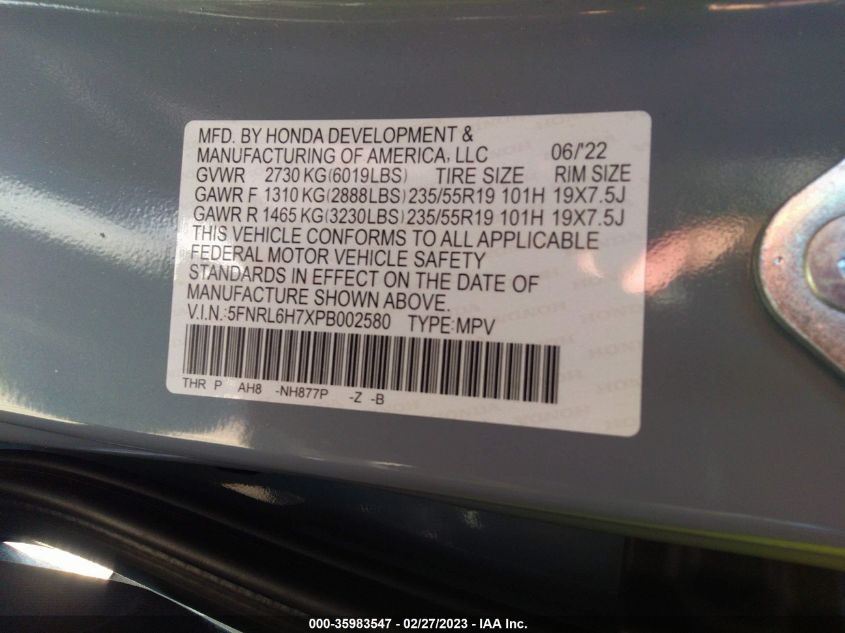 MFD. BY HONDA DEVELOPMENT &
MANUFACTURING OF AMERICA, LLC 06/'22
GVWR 2730 KG(6019LBS) TIRE SIZE RIM SIZE
GAWR F 1310 KG(2888LBS) 235/55R19 101H 19X7.5J
GAWR R 1465 KG(3230LBS) 235/55R19 101H 19X7.5J
THIS VEHICLE CONFORMS TO ALL APPLICABLE
FEDERAL MOTOR VEHICLE SAFETY
STANDARDS IN EFFECT ON THE DATE OF
MANUFACTURE SHOWN ABOVE.
V.I.N.:5FNRL6H7XPB002580 TYPE:MPV
THR P AH8 -NH877P -Z -B
000-35983547 - 02/27/2023 - IAA Inc.